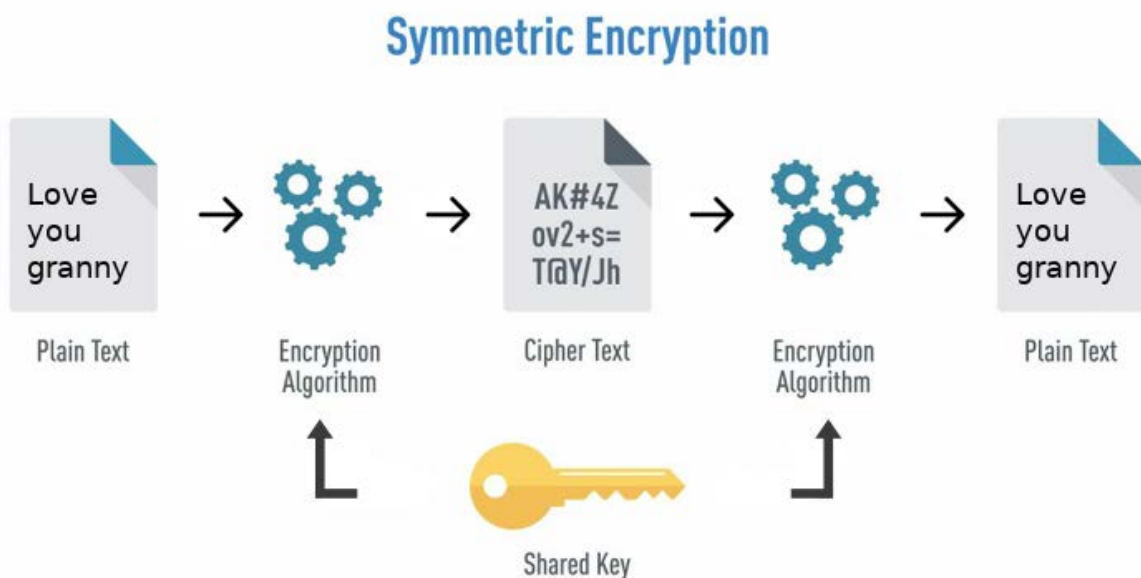 Symmetric Encryption
Love
you
granny
AK#4Z
ov2+s=
T@Y/Jh
Love
you
granny
Plain Text
Encryption
Algorithm
Cipher Text
Encryption
Algorithm
Plain Text
Shared Key